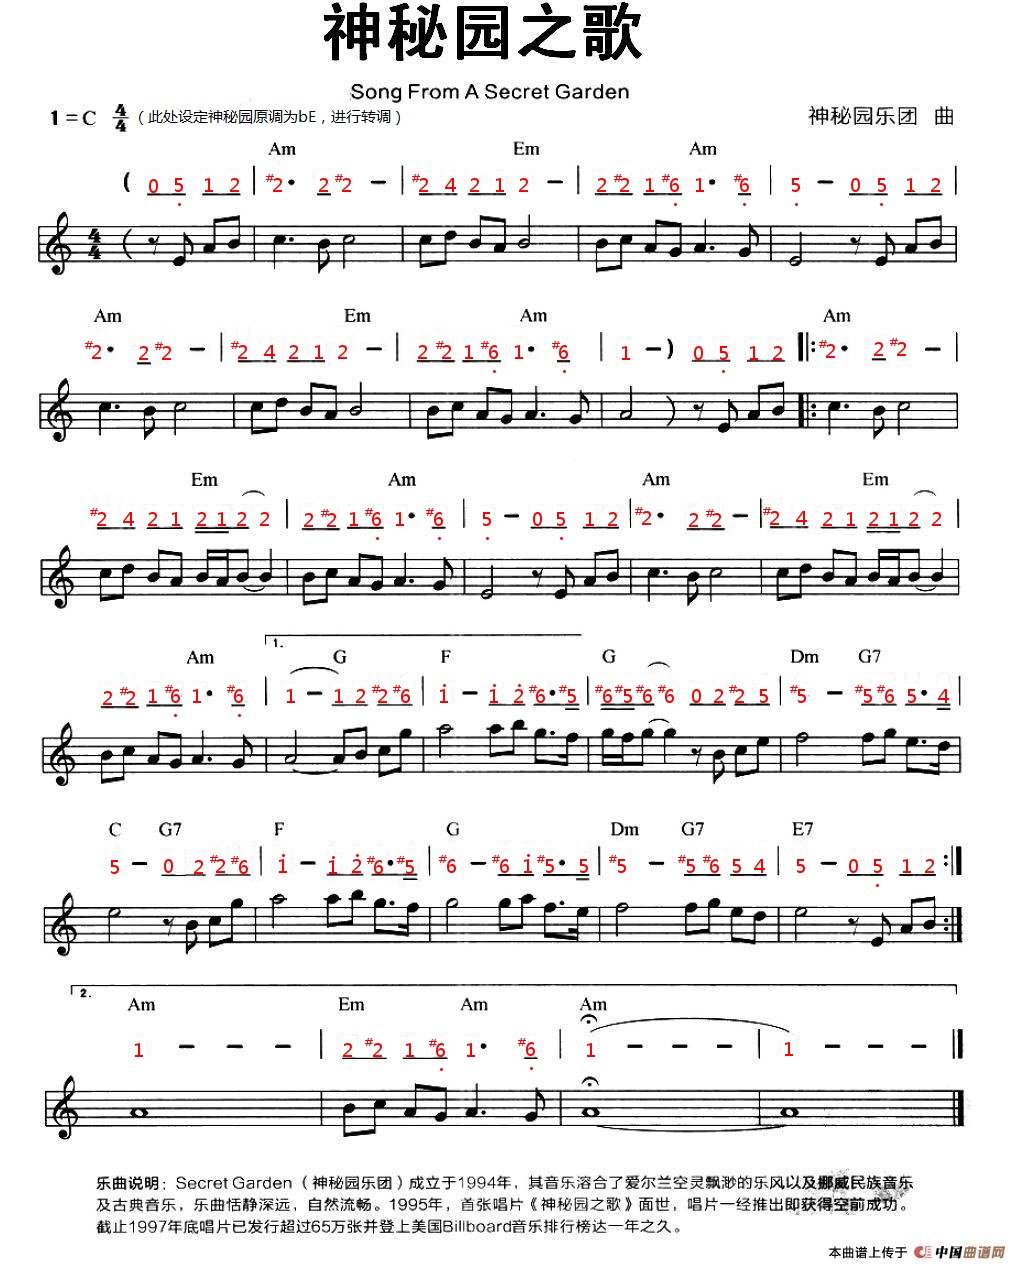 神秘园之歌
Song From A Secret Garden
1 = C 4/4 （此处设定神秘园原调为bE，进行转调） 神秘园乐团 曲
Am Em Am
( 0 5 1 2 | #2· 2 #2 － | #2 4 2 1 2 － | 2 #2 1 #6 1· #6 | 5 － 0 5 1 2 |
Am Em Am Am
#2· 2 #2 － | #2 4 2 1 2 － | 2 #2 1 #6 1· #6 | 1 － ) 0 5 1 2 |: #2· 2 #2 － |
Em Am Am Em
#2 4 2 1 2 1 2 2 | 2 #2 1 #6 1· #6 | 5 － 0 5 1 2 | #2· 2 #2 － | #2 4 2 1 2 1 2 2 |
Am 1. G F G Dm G7
2 #2 1 #6 1· #6 | 1 － 1 2 #2 #6 | 1 － 1 2 #6· #5 | #6 #5 #6 #6 0 2 #2 5 | #5 － #5 #6 5· 4 |
C G7 F G Dm G7 E7
5 － 0 2 #2 #6 | 1 － 1 2 #6· #5 | #6 － #6 1 #5· 5 | #5 － #5 #6 5 4 | 5 － 0 5 1 2 :|
2. Am Em Am Am
1 － － － | 2 #2 1 #6 1· #6 | 1 － － － | 1 － － － ||
乐曲说明：Secret Garden （神秘园乐团）成立于1994年，其音乐溶合了爱尔兰空灵飘渺的乐风以及挪威民族音乐
及古典音乐，乐曲恬静深远，自然流畅。1995年，首张唱片《神秘园之歌》面世，唱片一经推出即获得空前成功。
截止1997年底唱片已发行超过65万张并登上美国Billboard音乐排行榜达一年之久。
本曲谱上传于 中国曲谱网